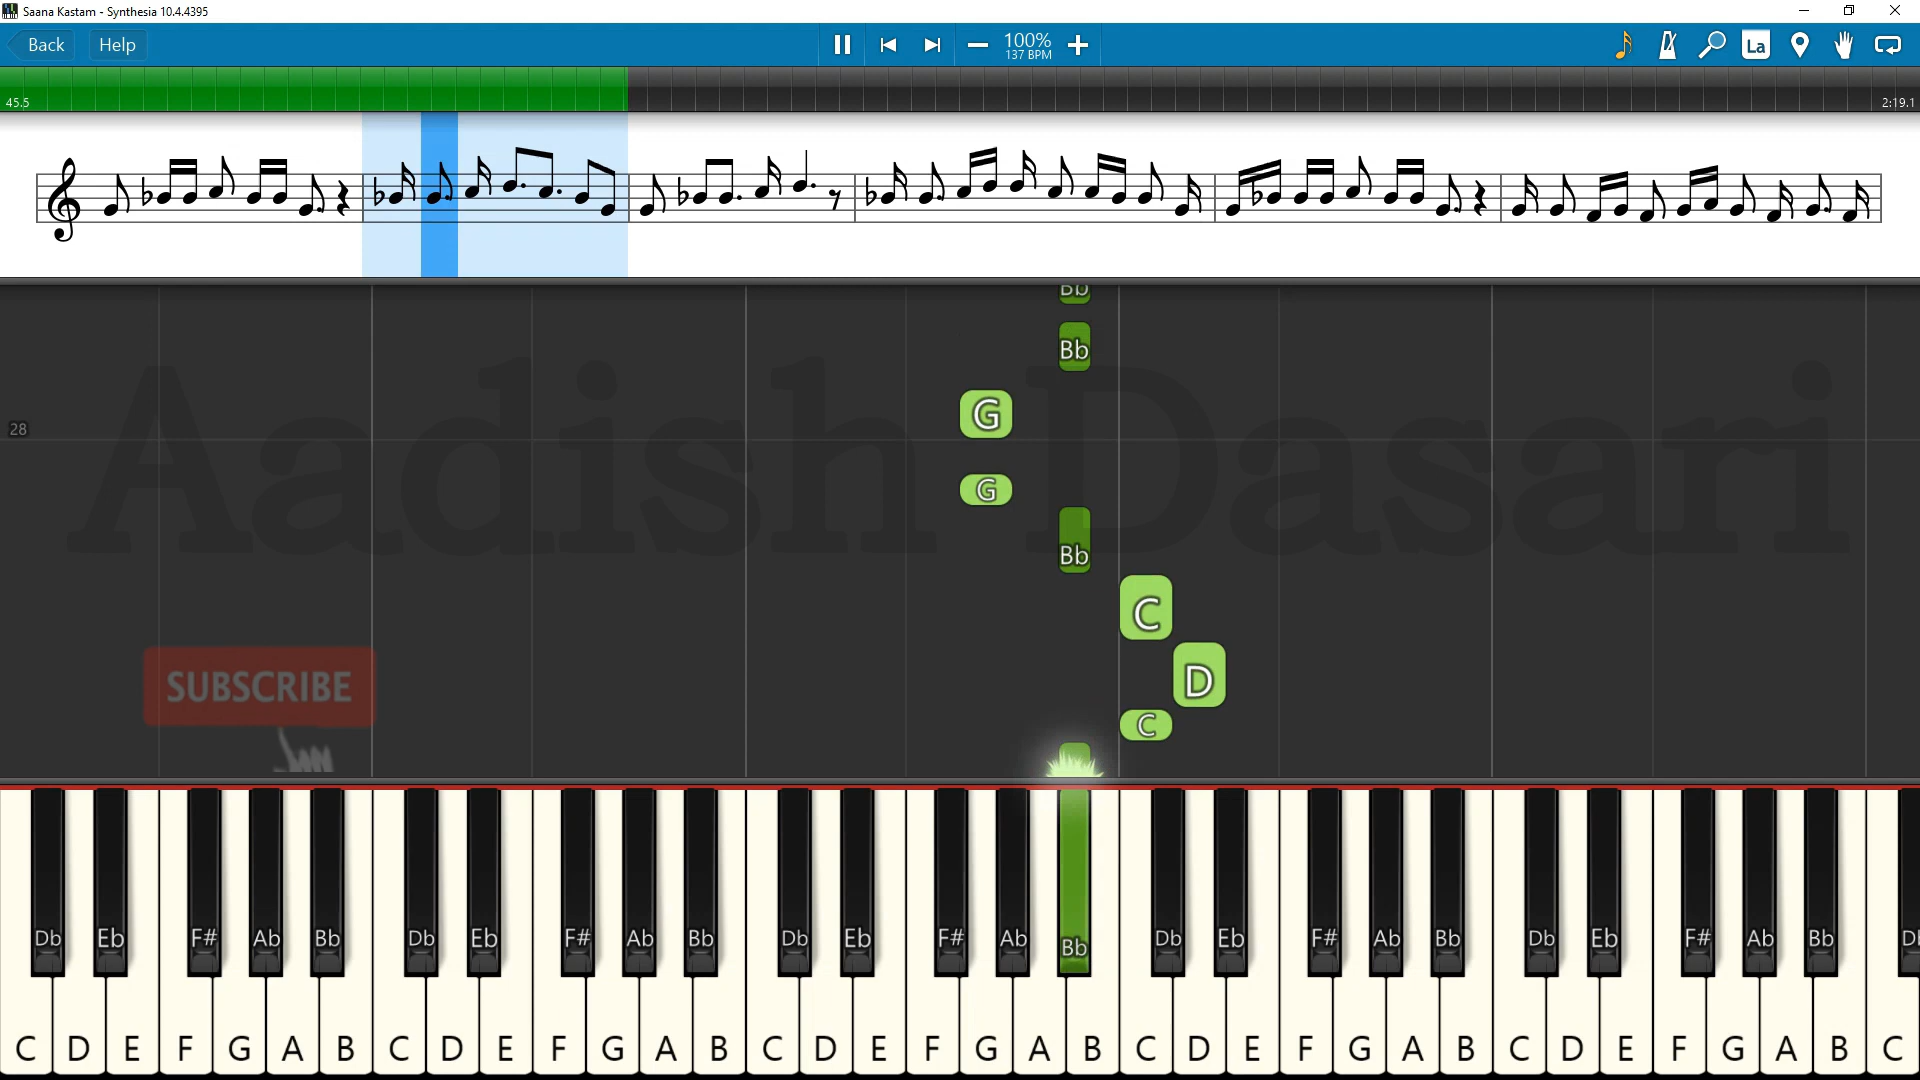 Saana Kastam - Synthesia 10.4.4395
Back Help
100%
137 BPM
La
45.5 2:19.1
Bb
Bb
G
28
G
Bb
C
D
C
Aadish Dasari
SUBSCRIBE
Db Eb F# Ab Bb Db Eb F# Ab Bb Db Eb F# Ab Bb Db Eb F# Ab Bb Db Eb F# Ab Bb
C D E F G A B C D E F G A B C D E F G A B C D E F G A B C D E F G A B C